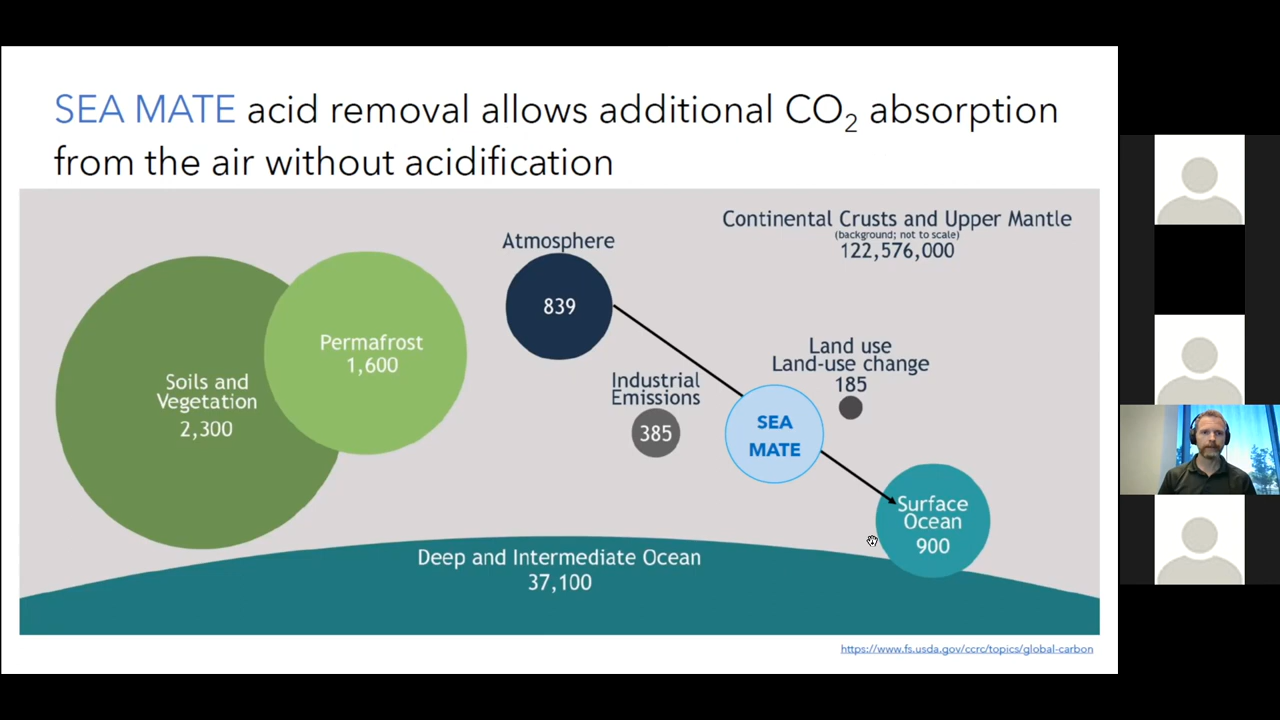 SEA MATE acid removal allows additional CO₂ absorption
from the air without acidification
Continental Crusts and Upper Mantle
(background; not to scale)
122,576,000
Atmosphere
839
Permafrost
1,600
Soils and
Vegetation
2,300
Industrial
Emissions
385
Land use
Land-use change
185
SEA
MATE
Surface
Ocean
900
Deep and Intermediate Ocean
37,100
https://www.fs.usda.gov/ccrc/topics/global-carbon